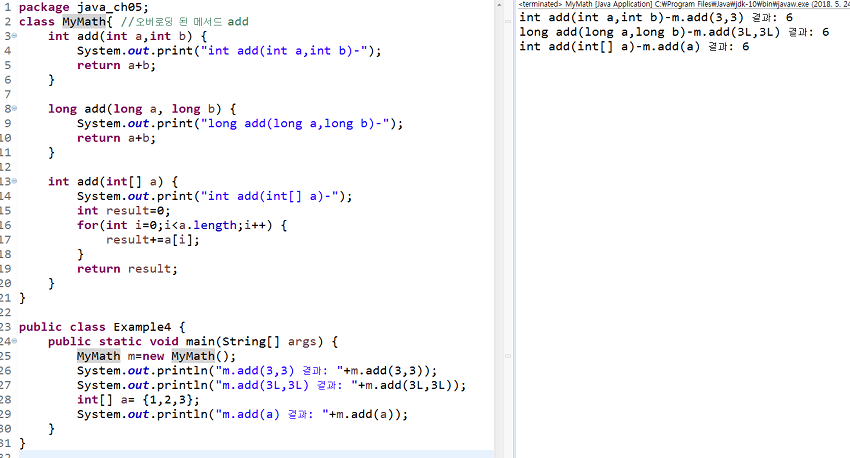 1 package java_ch05;
2 class MyMath{ //오버로딩 된 메서드 add
3     int add(int a,int b) {
4         System.out.print("int add(int a,int b)-");
5         return a+b;
6     }
7
8     long add(long a, long b) {
9         System.out.print("long add(long a,long b)-");
10         return a+b;
11     }
12
13     int add(int[] a) {
14         System.out.print("int add(int[] a)-");
15         int result=0;
16         for(int i=0;i<a.length;i++) {
17             result+=a[i];
18         }
19         return result;
20     }
21 }
22
23 public class Example4 {
24     public static void main(String[] args) {
25         MyMath m=new MyMath();
26         System.out.println("m.add(3,3) 결과: "+m.add(3,3));
27         System.out.println("m.add(3L,3L) 결과: "+m.add(3L,3L));
28         int[] a= {1,2,3};
29         System.out.println("m.add(a) 결과: "+m.add(a));
30     }
31 }
<terminated> MyMath [Java Application] C:₩Program Files₩Java₩jdk-10₩bin₩javaw.exe (2018. 5. 24
int add(int a,int b)-m.add(3,3) 결과: 6
long add(long a,long b)-m.add(3L,3L) 결과: 6
int add(int[] a)-m.add(a) 결과: 6